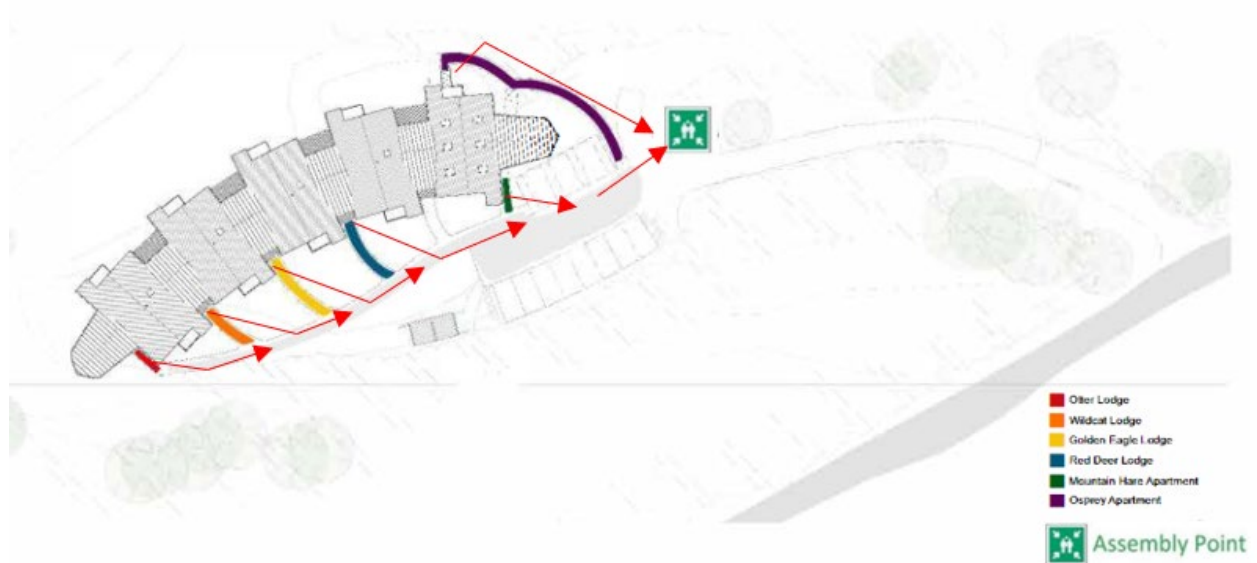 Otter Lodge
Wildcat Lodge
Golden Eagle Lodge
Red Deer Lodge
Mountain Hare Apartment
Osprey Apartment
Assembly Point